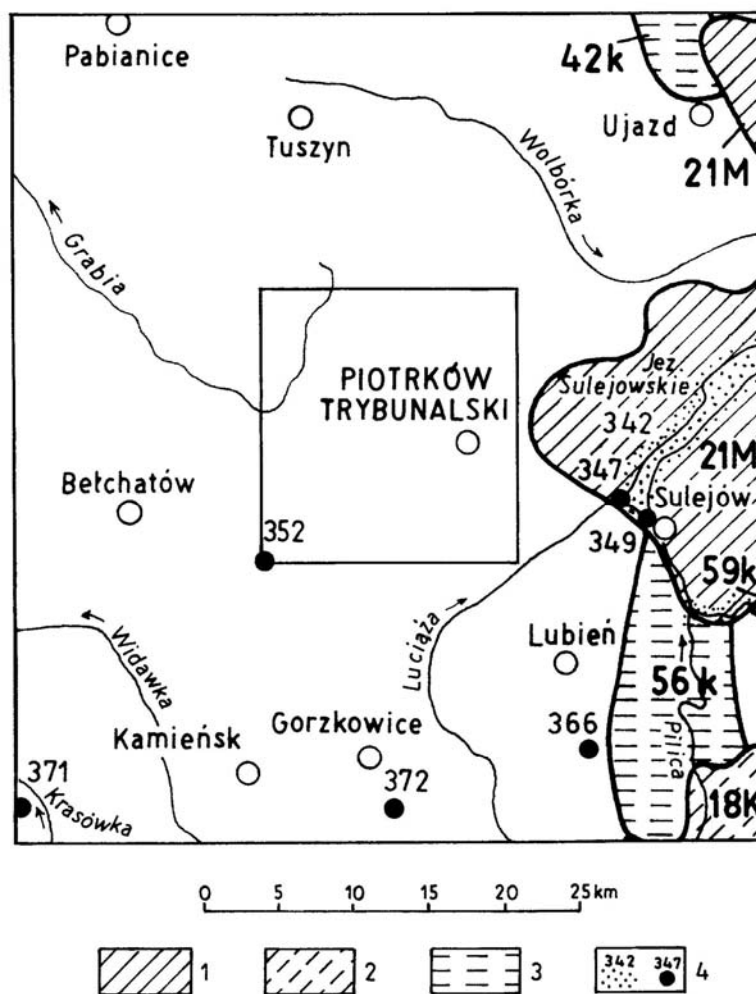 Pabianice
42k
Tuszyn
Ujazd
21M
Wolbórka
Grabia
Jez
Sulejowskie
PIOTRKÓW
TRYBUNALSKI
342
347
21M
Bełchatów
Sulejów
352
349
59k
Luciąża
Widawka
Lubień
56k
Kamieńsk
Gorzkowice
366
Pilica
371
372
Krasówka
18K
0 5 10 15 20 25 km
1 2 3 342 347 4